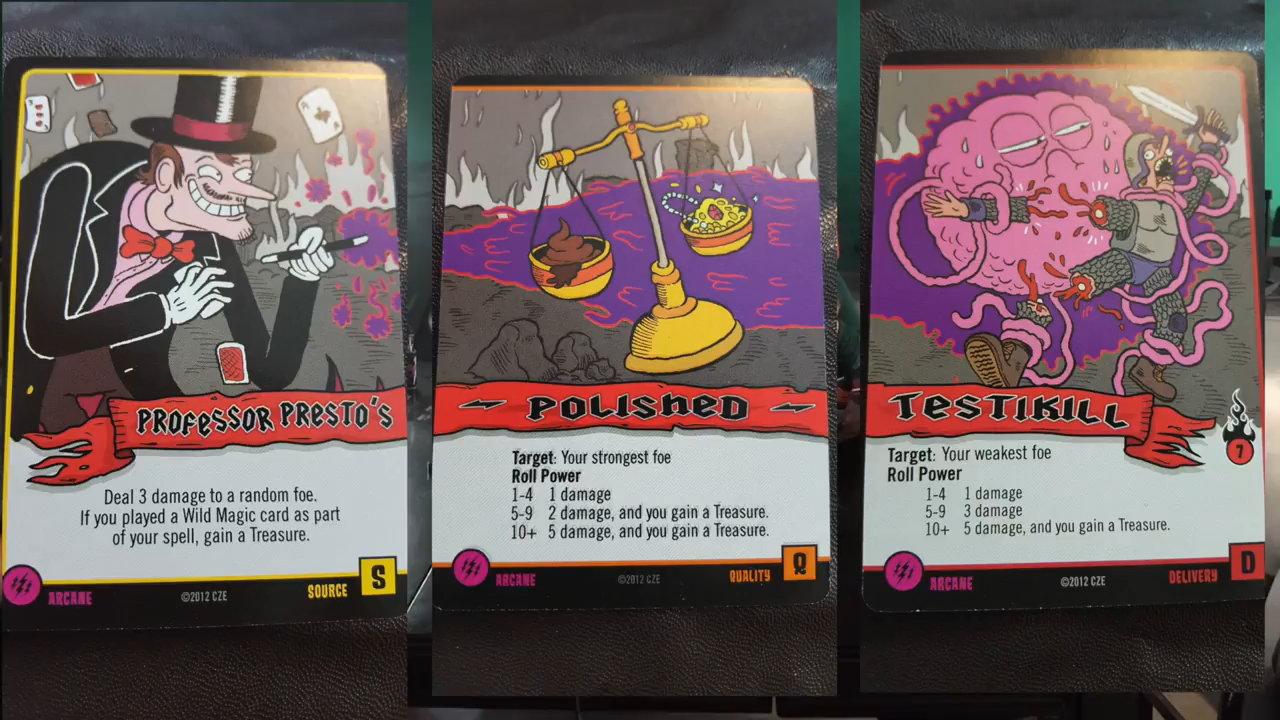 PROFESSOR PRESTO'S
Deal 3 damage to a random foe.
If you played a Wild Magic card as part
of your spell, gain a Treasure.
ARCANE
©2012 CZE
SOURCE
S
POLISHED
Target: Your strongest foe
Roll Power
1-4 1 damage
5-9 2 damage, and you gain a Treasure.
10+ 5 damage, and you gain a Treasure.
ARCANE
©2012 CZE
QUALITY
Q
TESTIKILL
7
Target: Your weakest foe
Roll Power
1-4 1 damage
5-9 3 damage
10+ 5 damage, and you gain a Treasure.
ARCANE
©2012 CZE
DELIVERY
D